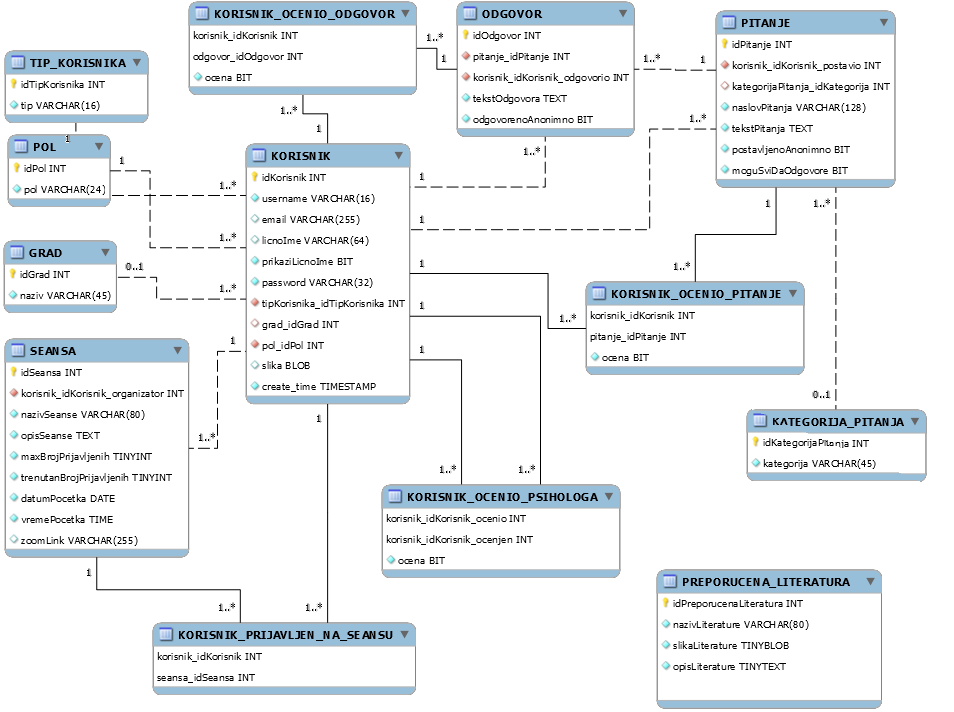 KORISNIK_OCENIO_ODGOVOR
korisnik_idKorisnik INT
odgovor_idOdgovor INT
ocena BIT
ODGOVOR
idOdgovor INT
pitanje_idPitanje INT
korisnik_idKorisnik_odgovorio INT
tekstOdgovora TEXT
odgovorenoAnonimno BIT
PITANJE
idPitanje INT
korisnik_idKorisnik_postavio INT
kategorijaPitanja_idKategorija INT
naslovPitanja VARCHAR(128)
tekstPitanja TEXT
postavljenoAnonimno BIT
moguSviDaOdgovore BIT
TIP_KORISNIKA
idTipKorisnika INT
tip VARCHAR(16)
POL
idPol INT
pol VARCHAR(24)
GRAD
idGrad INT
naziv VARCHAR(45)
KORISNIK
idKorisnik INT
username VARCHAR(16)
email VARCHAR(255)
licnoIme VARCHAR(64)
prikaziLicnoIme BIT
password VARCHAR(32)
tipKorisnika_idTipKorisnika INT
grad_idGrad INT
pol_idPol INT
slika BLOB
create_time TIMESTAMP
SEANSA
idSeansa INT
korisnik_idKorisnik_organizator INT
nazivSeanse VARCHAR(80)
opisSeanse TEXT
maxBrojPrijavljenih TINYINT
trenutanBrojPrijavljenih TINYINT
datumPocetka DATE
vremePocetka TIME
zoomLink VARCHAR(255)
KORISNIK_OCENIO_PITANJE
korisnik_idKorisnik INT
pitanje_idPitanje INT
ocena BIT
KATEGORIJA_PITANJA
idKategorijaPitanja INT
kategorija VARCHAR(45)
KORISNIK_OCENIO_PSIHOLOGA
korisnik_idKorisnik_ocenio INT
korisnik_idKorisnik_ocenjen INT
ocena BIT
KORISNIK_PRIJAVLJEN_NA_SEANSU
korisnik_idKorisnik INT
seansa_idSeansa INT
PREPORUCENA_LITERATURA
idPreporucenaLiteratura INT
nazivLiterature VARCHAR(80)
slikaLiterature TINYBLOB
opisLiterature TINYTEXT
1..*
1
1..*
1
1..*
1
1
1
1..*
1..*
1..*
1..*
1
1
0..1
1
1..*
1
1..*
1
1..*
1
1
1..*
1
1..*
1..*
0..1
1
1..*
1
1..*